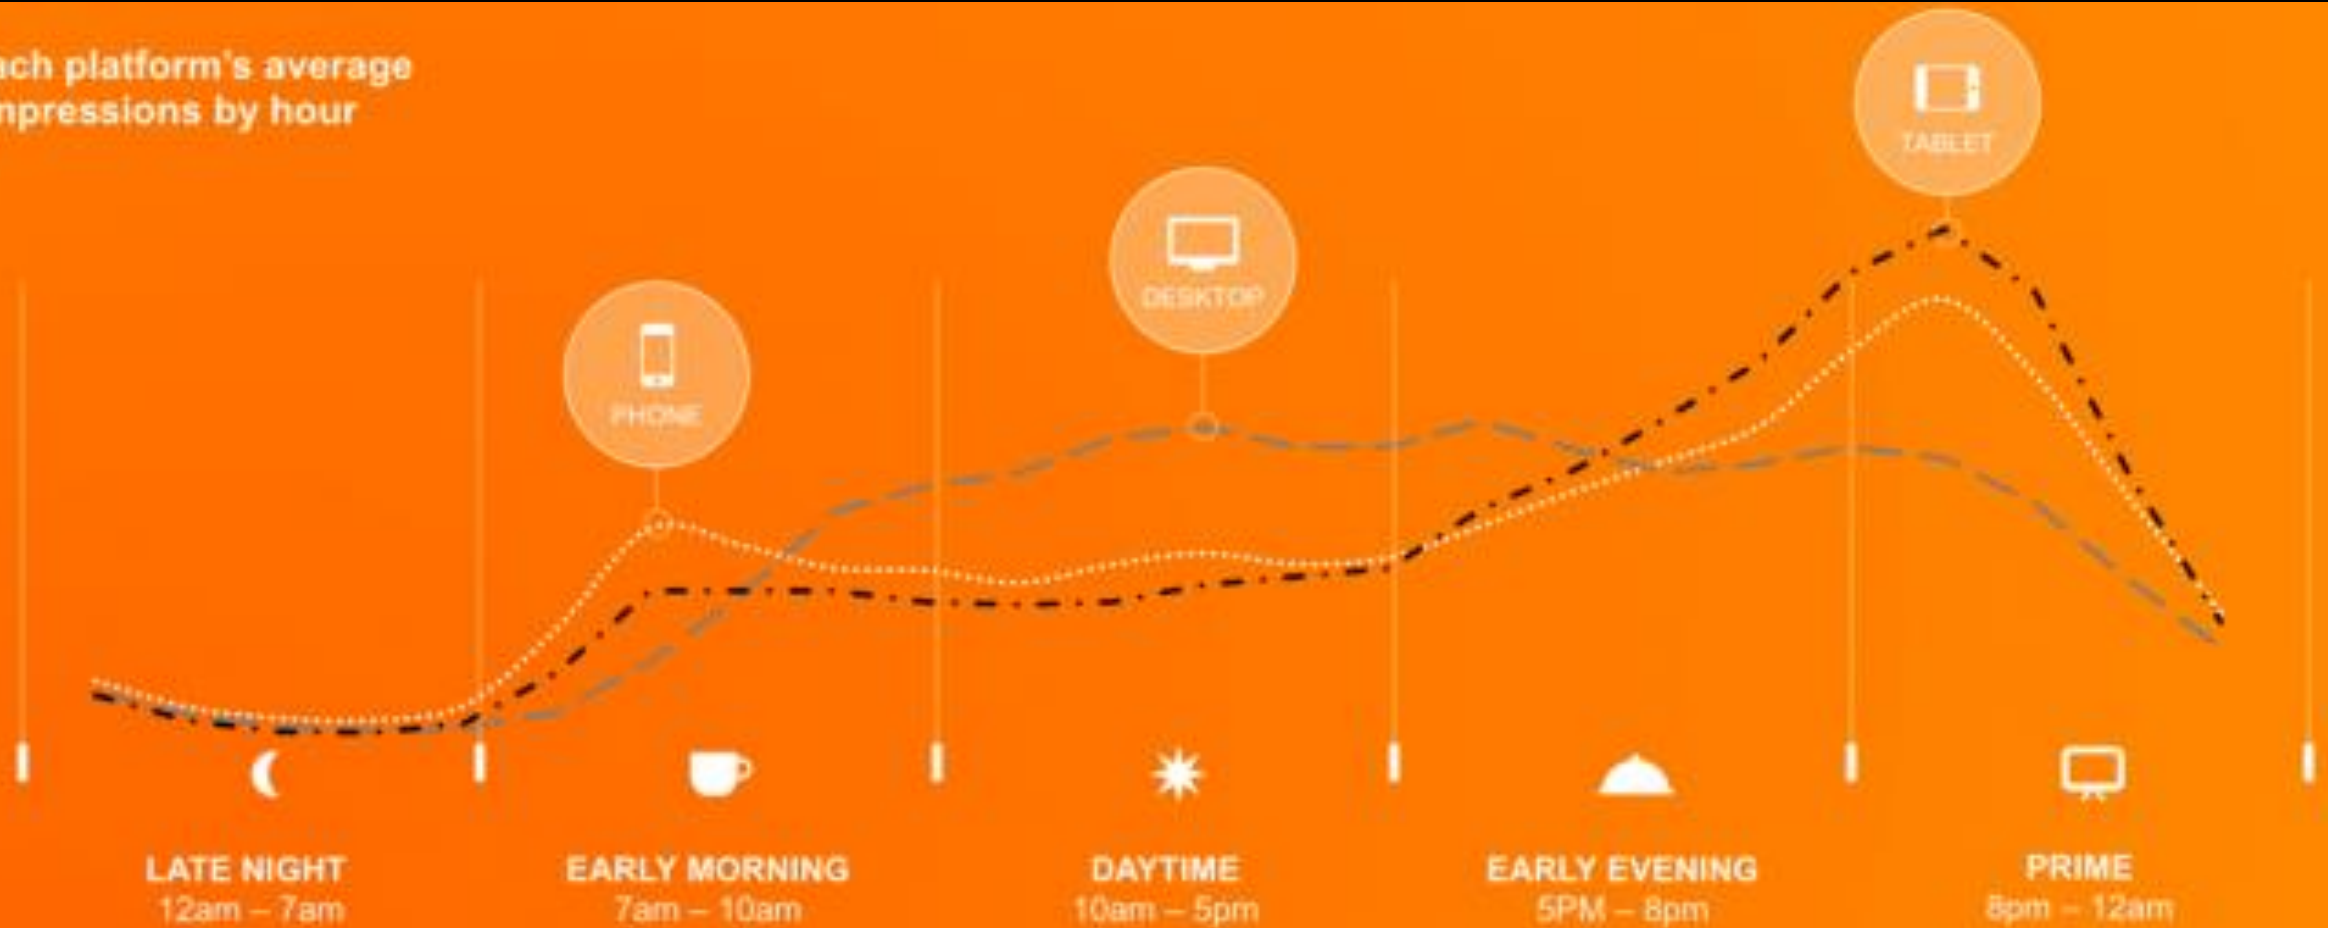 ach platform's average
npressions by hour
TABLET
DESKTOP
PHONE
LATE NIGHT
12am – 7am
EARLY MORNING
7am – 10am
DAYTIME
10am – 5pm
EARLY EVENING
5PM – 8pm
PRIME
8pm – 12am